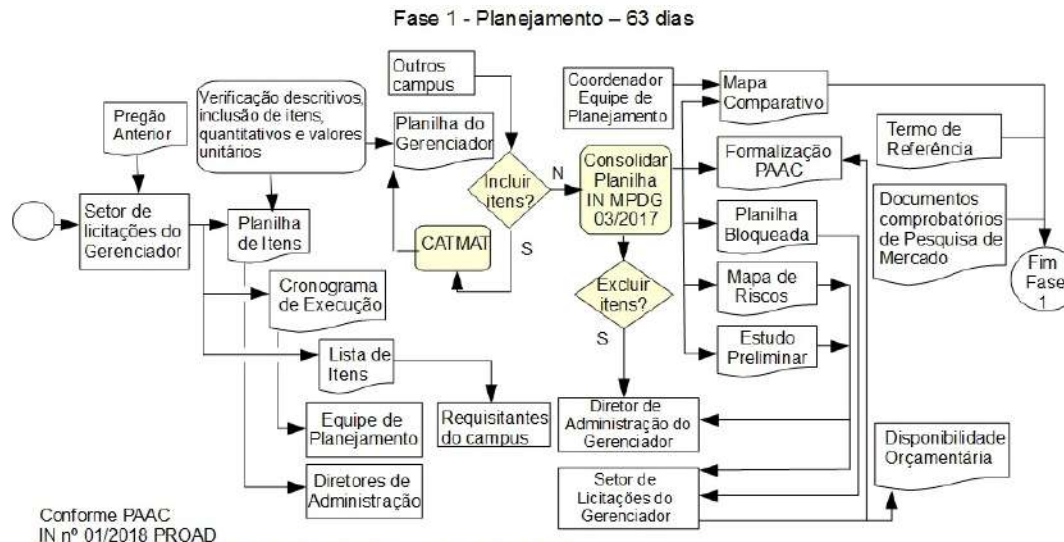 Fase 1 - Planejamento – 63 dias
Pregão
Anterior
Verificação descritivos,
inclusão de itens,
quantitativos e valores
unitários
Outros
campus
Planilha do
Gerenciador
Coordenador
Equipe de
Planejamento
Mapa
Comparativo
Termo de
Referência
Setor de
licitações do
Gerenciador
Planilha
de Itens
Incluir
itens?
N
S
CATMAT
Consolidar
Planilha
IN MPDG
03/2017
Formalização
PAAC
Planilha
Bloqueada
Documentos
comprobatórios
de Pesquisa de
Mercado
Fim
Fase
1
Cronograma
de Execução
Excluir
itens?
S
Mapa de
Riscos
Lista de
Itens
Estudo
Preliminar
Equipe de
Planejamento
Requisitantes
do campus
Diretor de
Administração do
Gerenciador
Disponibilidade
Orçamentária
Diretores de
Administração
Setor de
Licitações do
Gerenciador
Conforme PAAC
IN nº 01/2018 PROAD